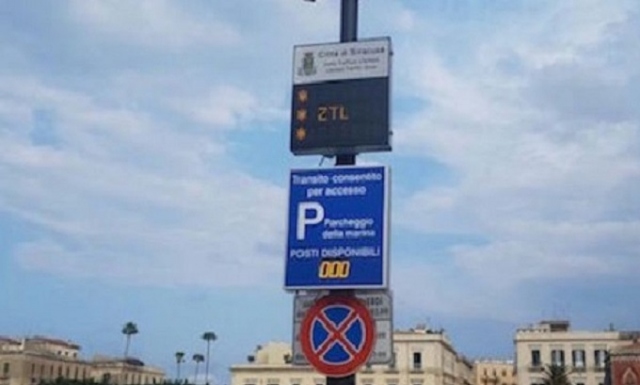 Città di Siracusa
ZTL
Transito consentito
per accesso
P Parcheggio
della marina
POSTI DISPONIBILI
000